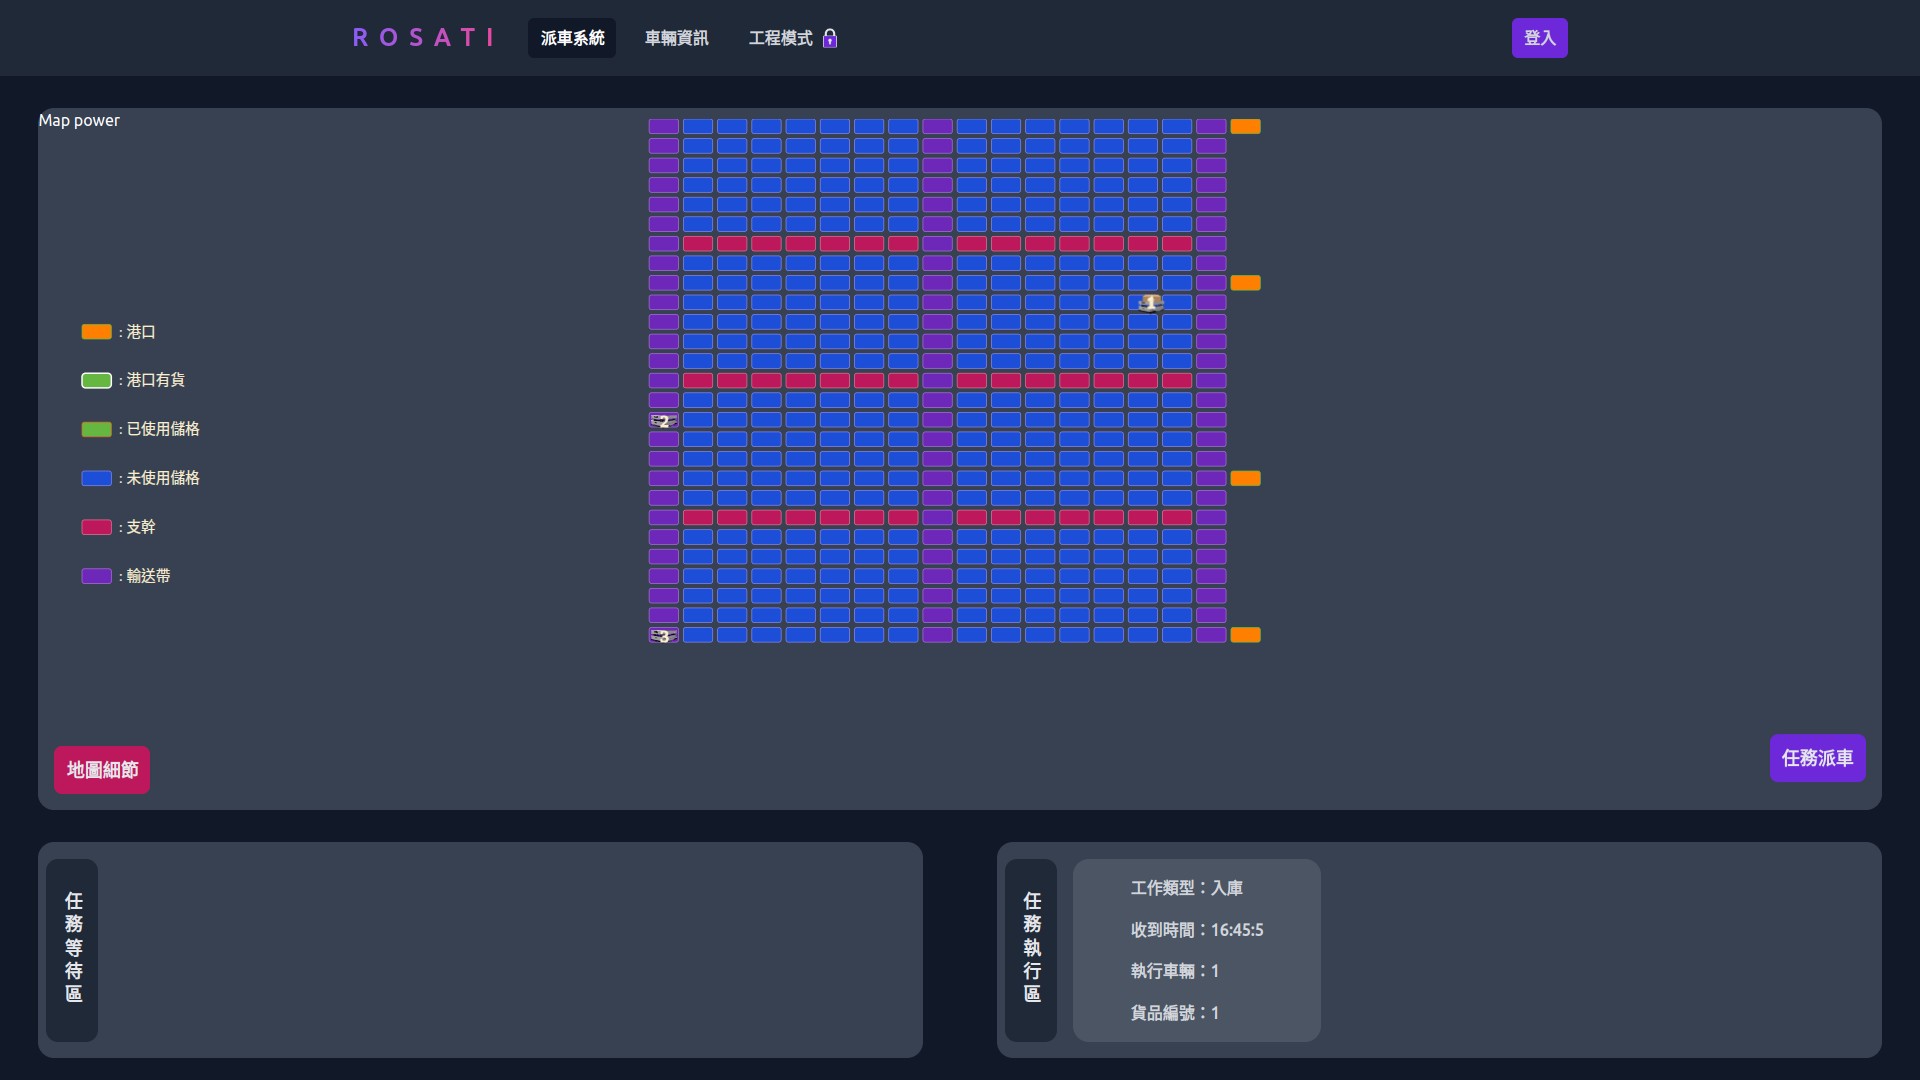 ROSATI
派車系統
車輛資訊
工程模式
登入
Map power
1
: 港口
: 港口有貨
2
: 已使用儲格
: 未使用儲格
: 支幹
: 輸送帶
3
地圖細節
任務派車
任務等待區
任務執行區
工作類型：入庫
收到時間：16:45:5
執行車輛：1
貨品編號：1